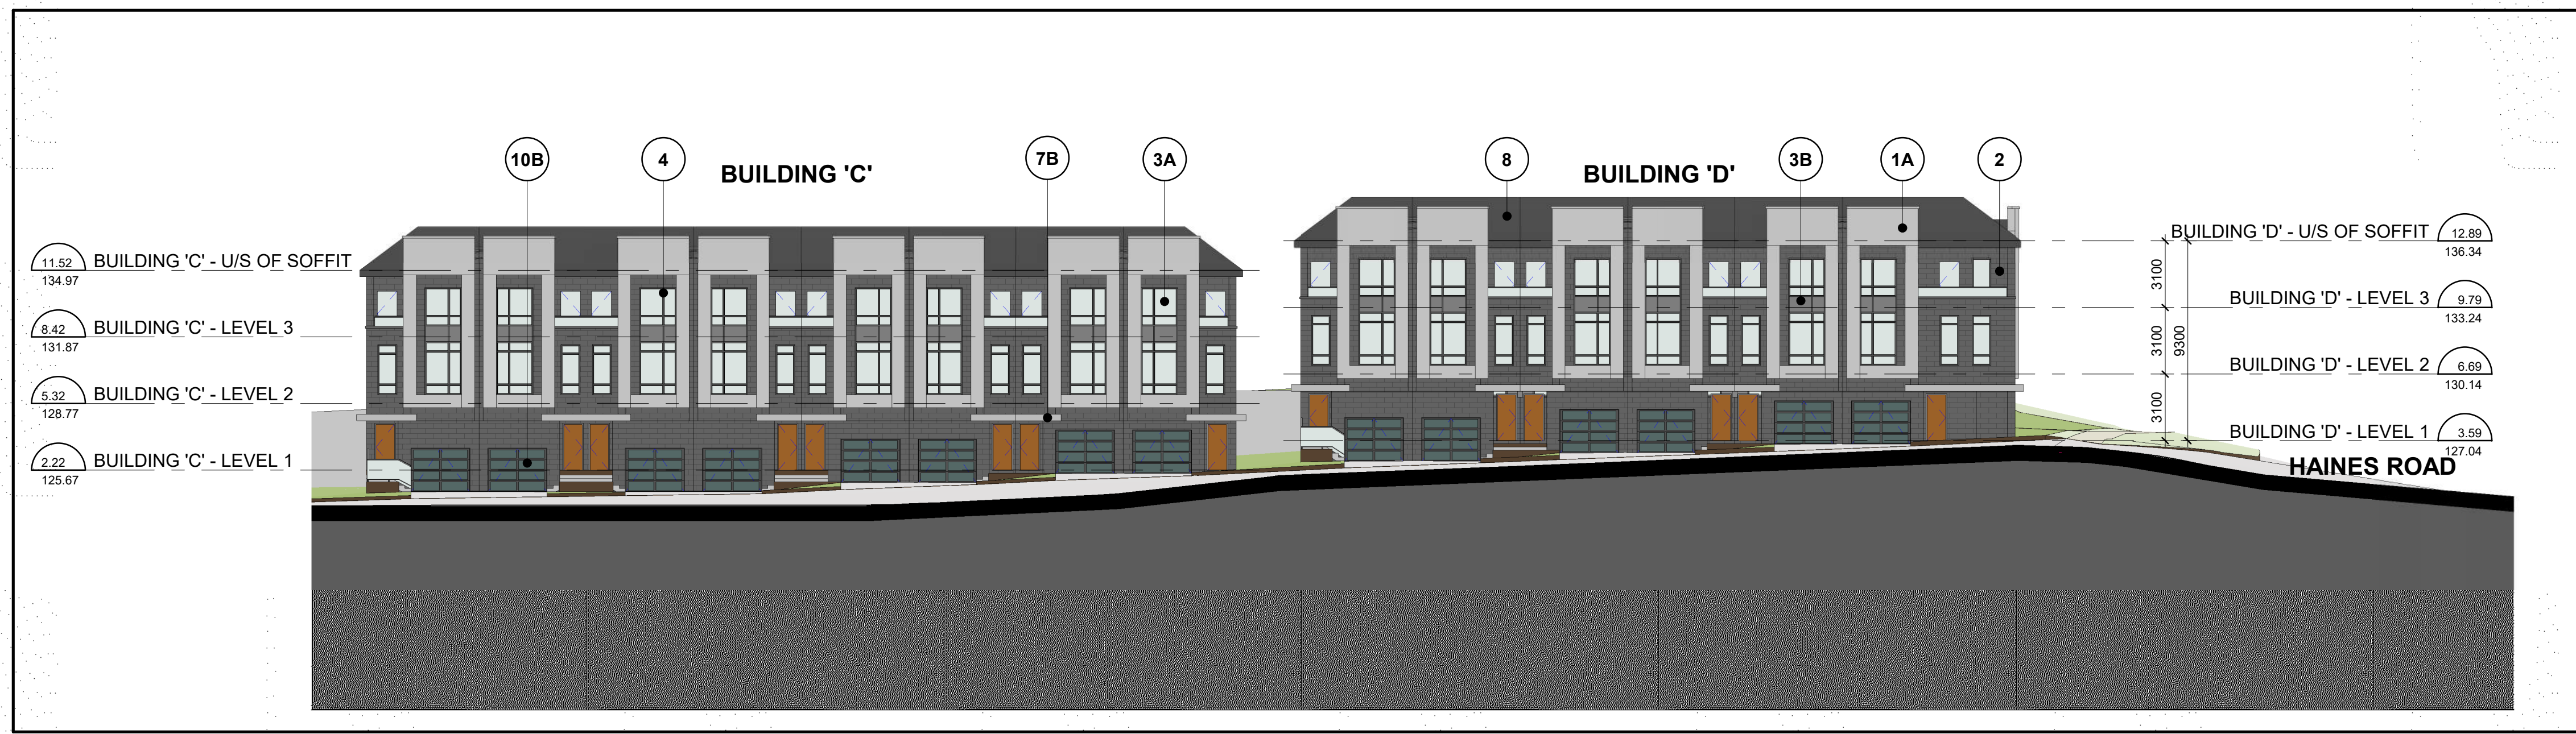 10B
4
BUILDING 'C'
7B
3A
8
BUILDING 'D'
3B
1A
2
11.52
134.97
BUILDING 'C' - U/S OF SOFFIT
8.42
131.87
BUILDING 'C' - LEVEL 3
5.32
128.77
BUILDING 'C' - LEVEL 2
2.22
125.67
BUILDING 'C' - LEVEL 1
BUILDING 'D' - U/S OF SOFFIT
12.89
136.34
3100
BUILDING 'D' - LEVEL 3
9.79
133.24
3100
9300
BUILDING 'D' - LEVEL 2
6.69
130.14
3100
BUILDING 'D' - LEVEL 1
3.59
127.04
HAINES ROAD